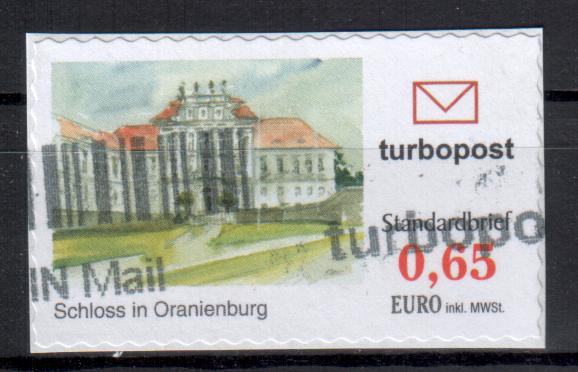 turbopost
Standardbrief
turbopo
0,65
EURO inkl. MWSt.
IN Mail
Schloss in Oranienburg